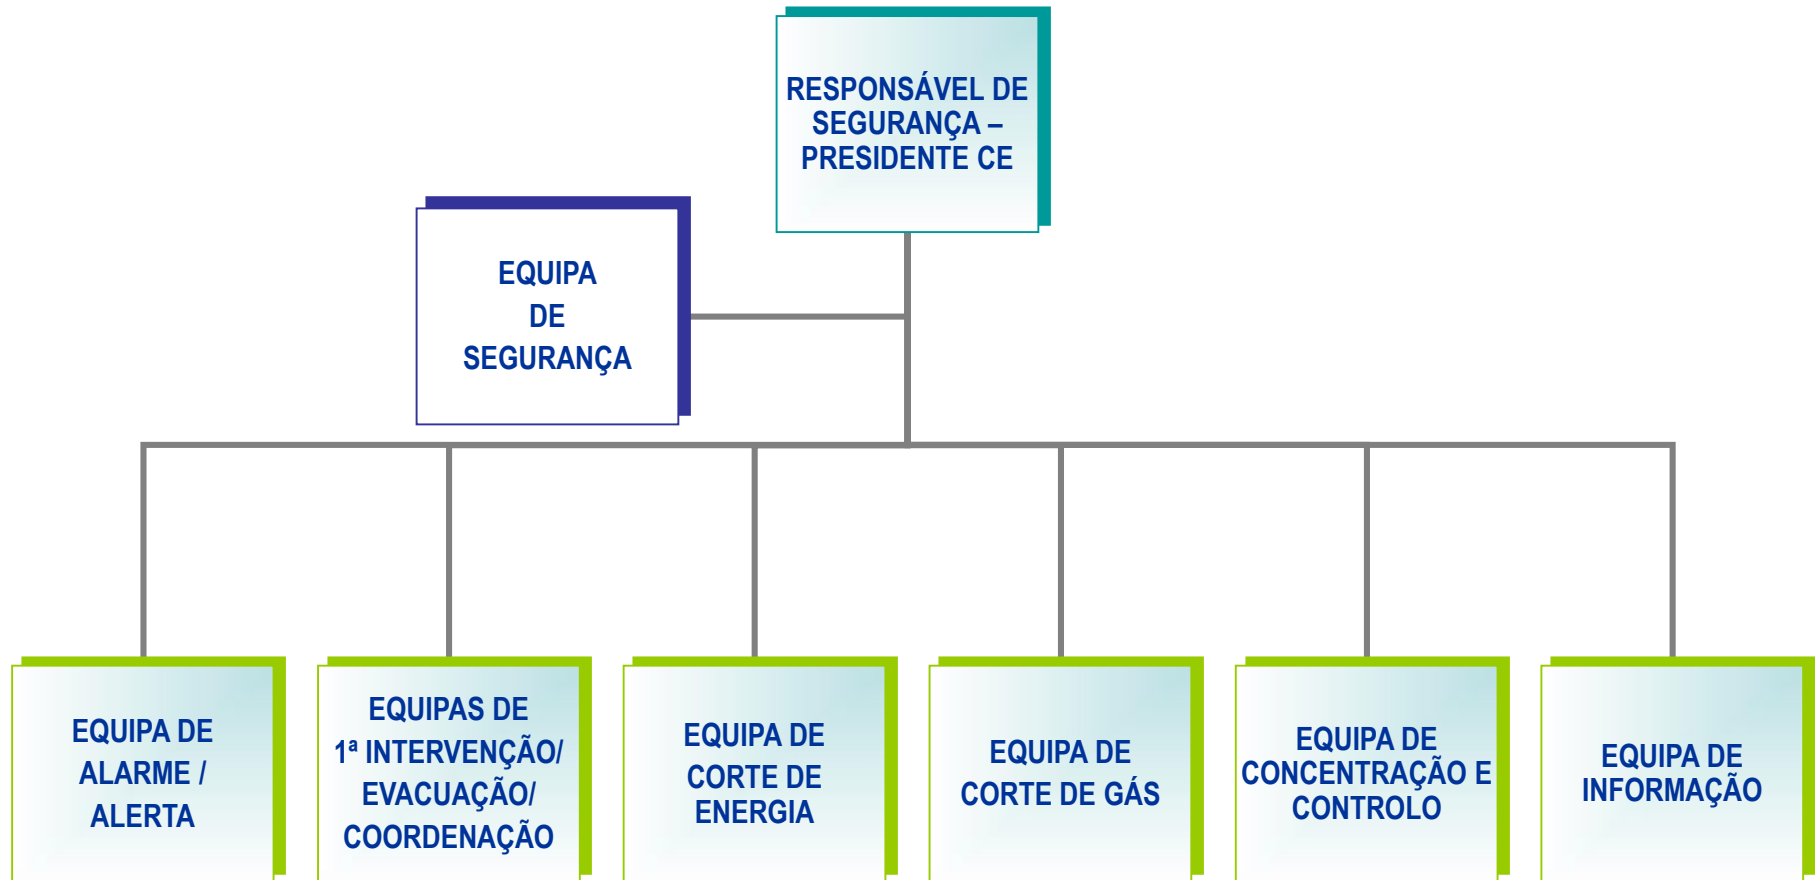 RESPONSÁVEL DE
SEGURANÇA –
PRESIDENTE CE
EQUIPA
DE
SEGURANÇA
EQUIPA DE
ALARME /
ALERTA
EQUIPAS DE
1ª INTERVENÇÃO/
EVACUAÇÃO/
COORDENAÇÃO
EQUIPA DE
CORTE DE
ENERGIA
EQUIPA DE
CORTE DE GÁS
EQUIPA DE
CONCENTRAÇÃO E
CONTROLO
EQUIPA DE
INFORMAÇÃO